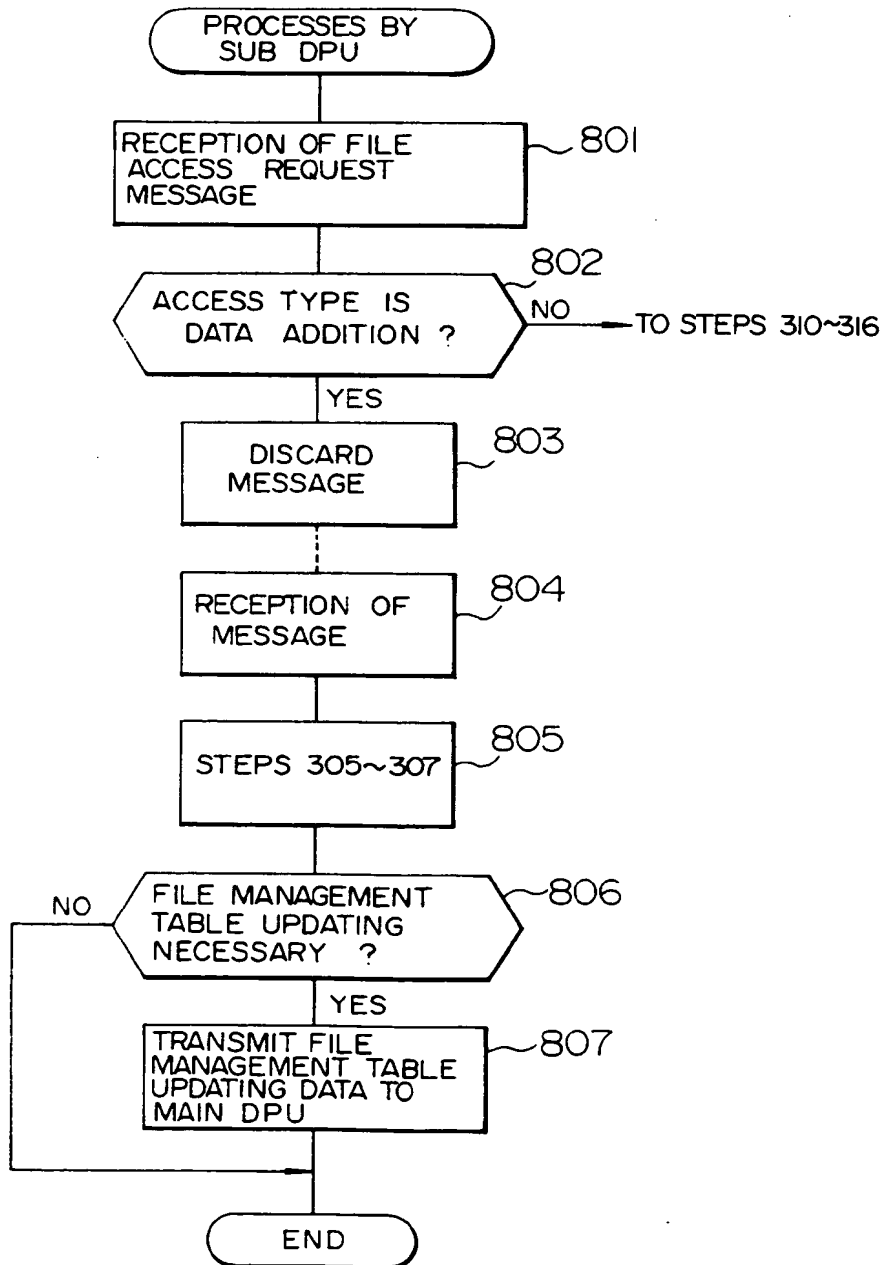 PROCESSES BY
SUB DPU
RECEPTION OF FILE
ACCESS REQUEST
MESSAGE
801
802
ACCESS TYPE IS
DATA ADDITION ?
NO
TO STEPS 310~316
YES
803
DISCARD
MESSAGE
804
RECEPTION OF
MESSAGE
805
STEPS 305~307
806
FILE MANAGEMENT
TABLE UPDATING
NECESSARY ?
NO
YES
TRANSMIT FILE
MANAGEMENT TABLE
UPDATING DATA TO
MAIN DPU
807
END